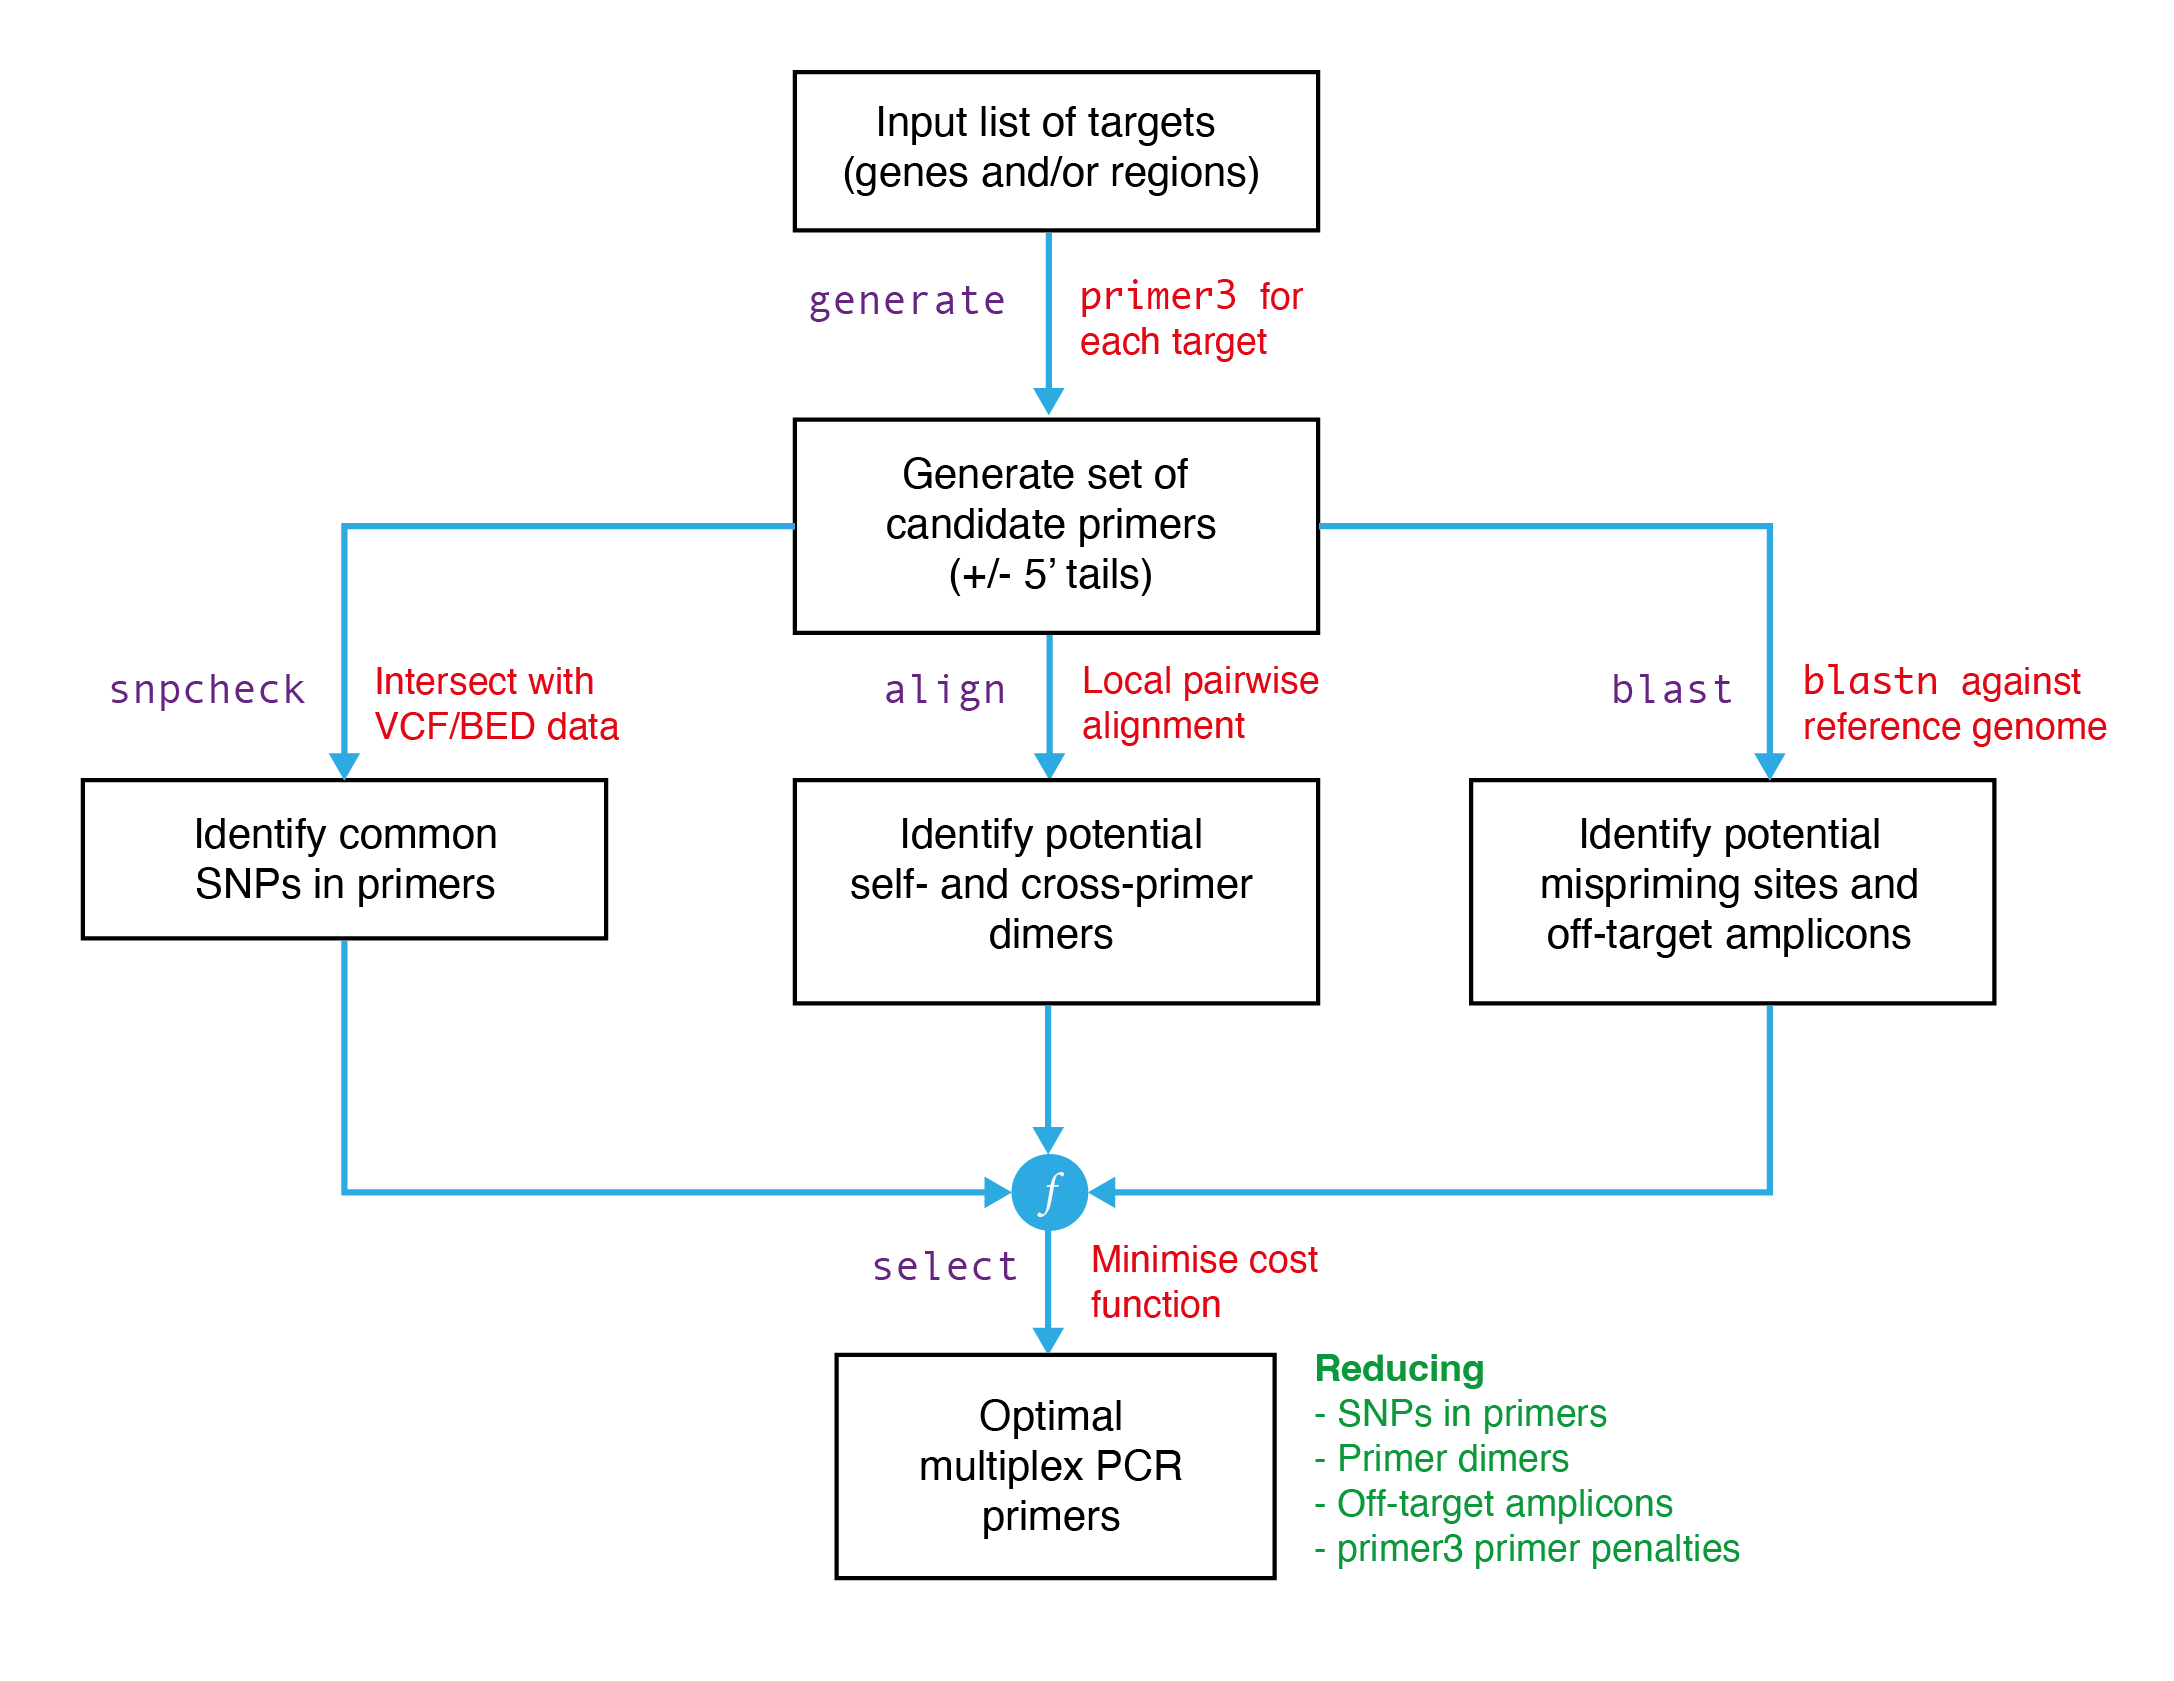 Input list of targets
(genes and/or regions)
generate
primer3 for
each target
Generate set of
candidate primers
(+/- 5’ tails)
snpcheck
Intersect with
VCF/BED data
align
Local pairwise
alignment
blast
blastn against
reference genome
Identify common
SNPs in primers
Identify potential
self- and cross-primer
dimers
Identify potential
mispriming sites and
off-target amplicons
f
select
Minimise cost
function
Optimal
multiplex PCR
primers
Reducing
- SNPs in primers
- Primer dimers
- Off-target amplicons
- primer3 primer penalties